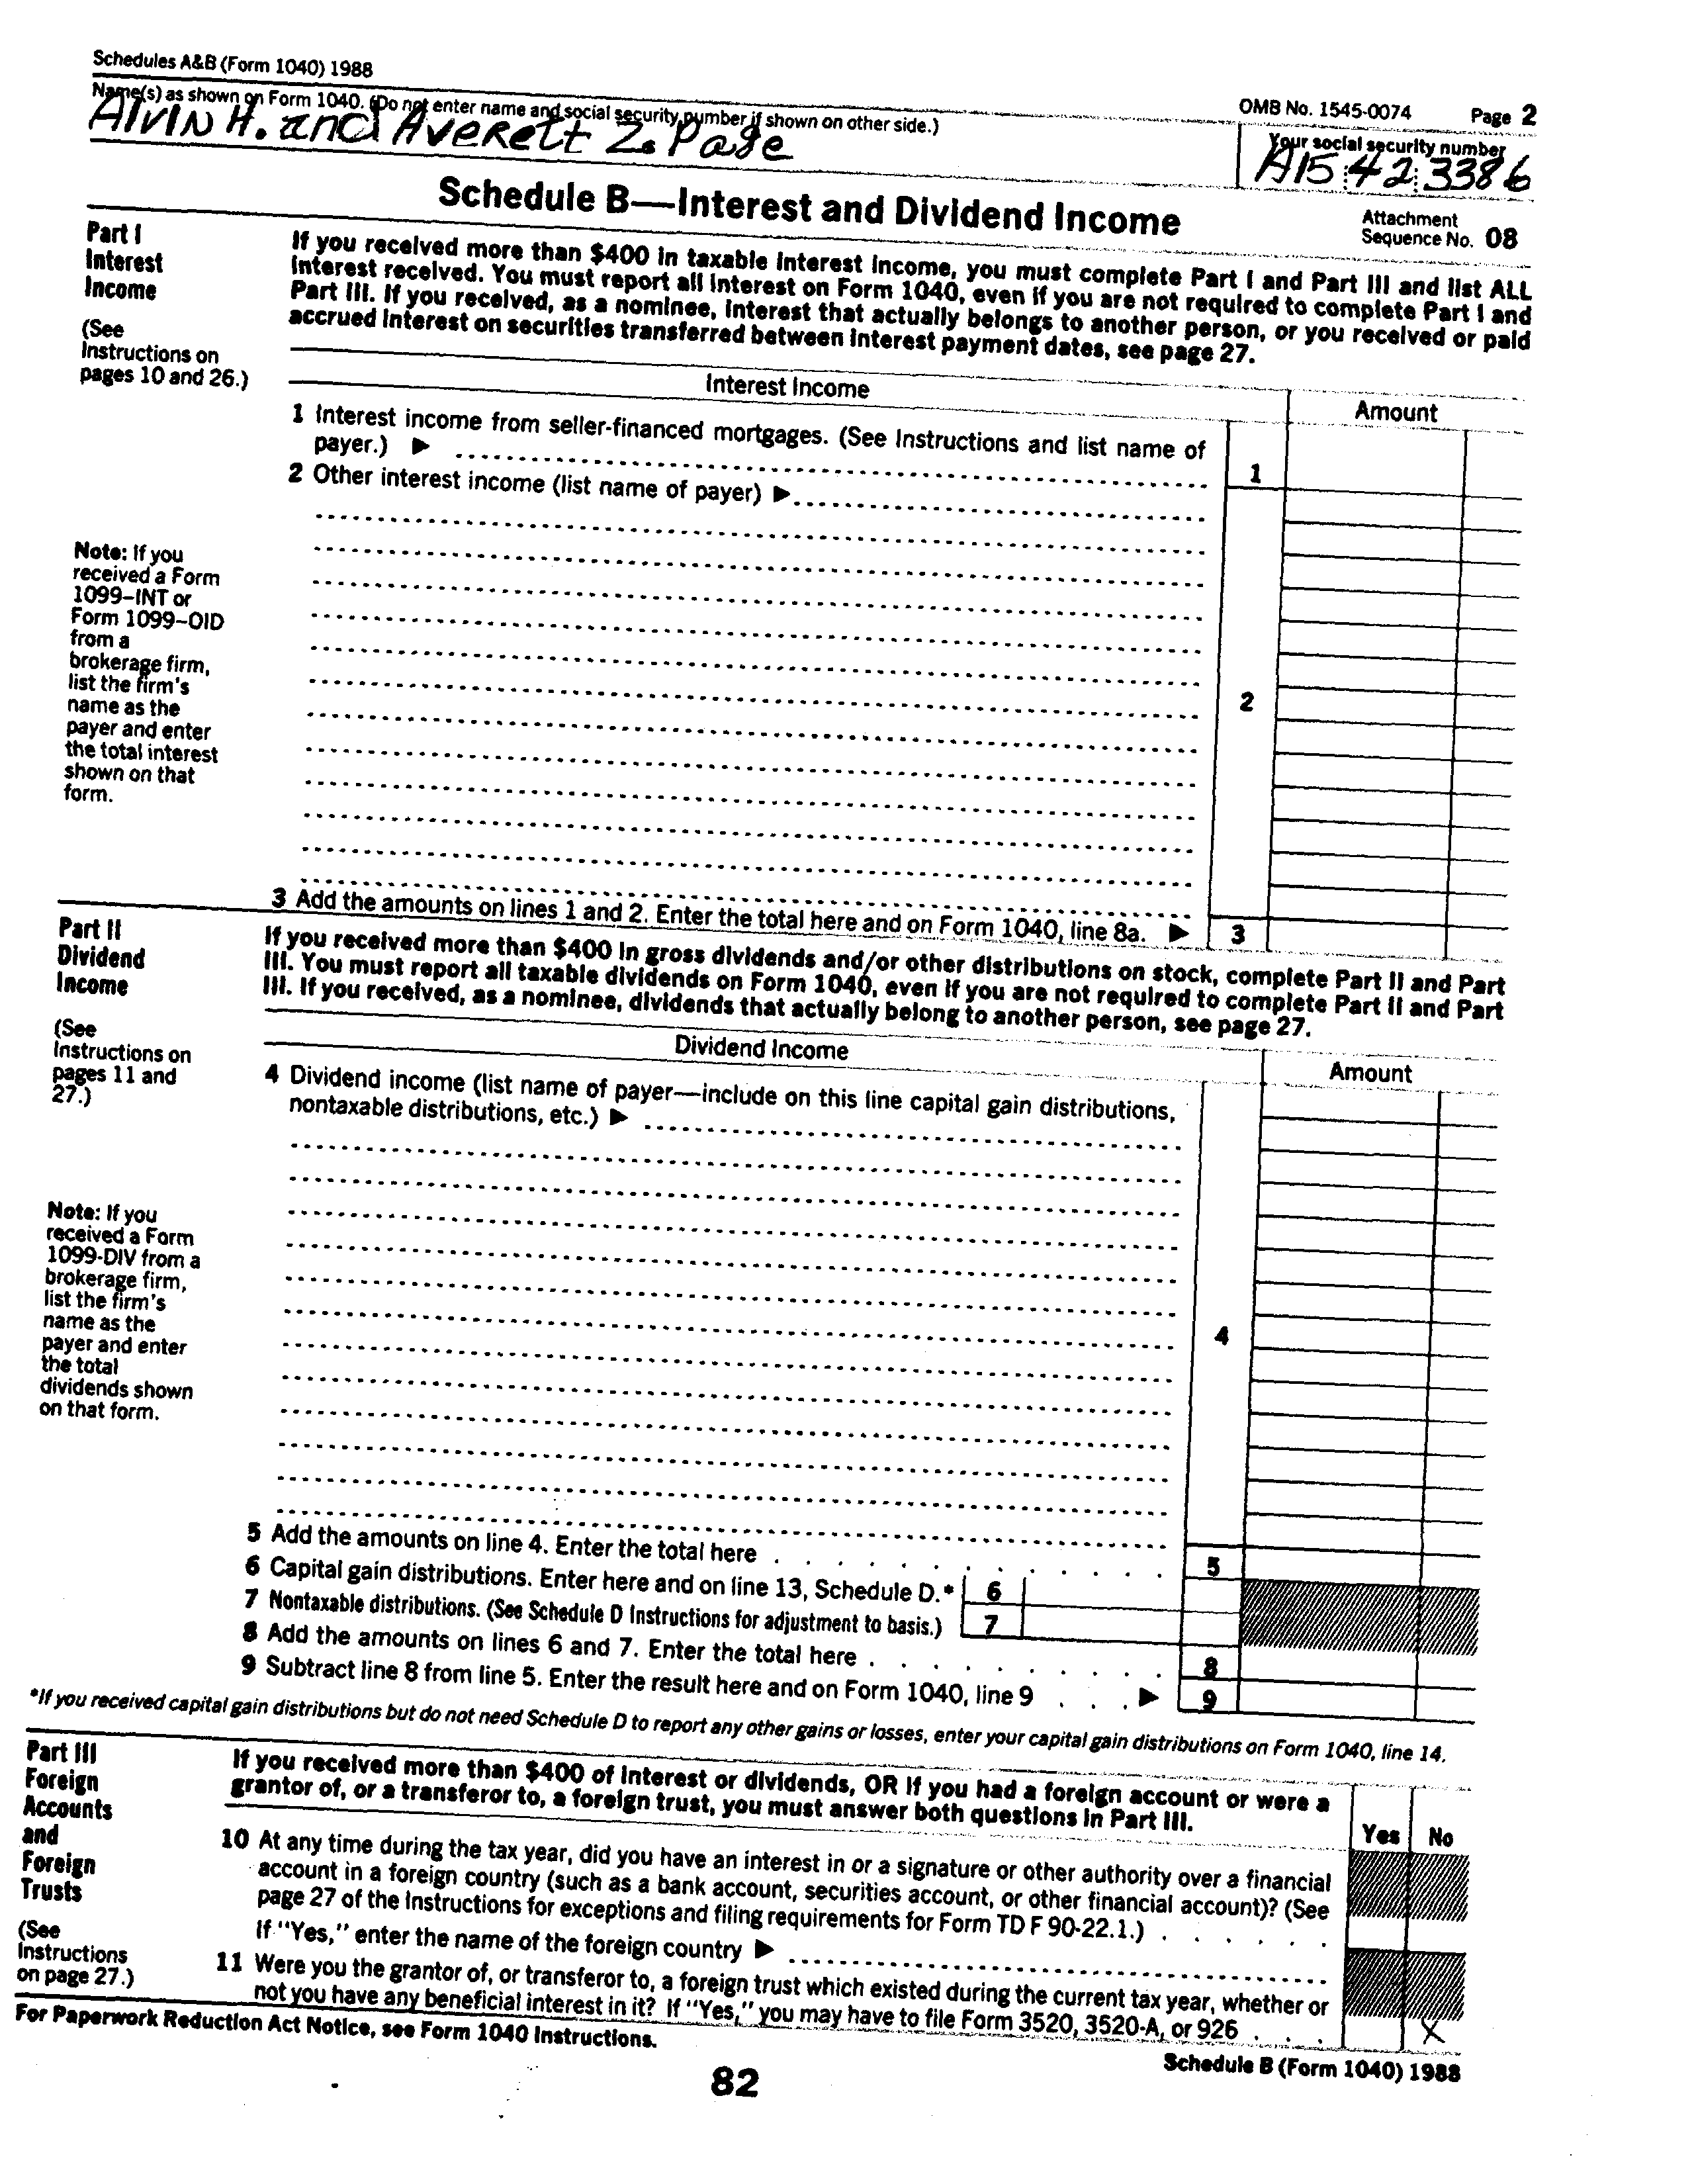 Schedules A&B (Form 1040) 1988
OMB No. 1545-0074 Page 2
Name(s) as shown on Form 1040. (Do not enter name and social security number if shown on other side.)
Alvin H. and Averett Z. Page
Your social security number
A15 42 3386
Schedule B—Interest and Dividend Income
Attachment
Sequence No. 08
Part I
Interest
Income
(See
Instructions on
pages 10 and 26.)
If you received more than $400 in taxable interest income, you must complete Part I and Part III and list ALL
interest received. You must report all interest on Form 1040, even if you are not required to complete Part I and
Part III. If you received, as a nominee, interest that actually belongs to another person, or you received or paid
accrued interest on securities transferred between interest payment dates, see page 27.
Interest Income
Amount
1 Interest income from seller-financed mortgages. (See Instructions and list name of
payer.) ▶
1
2 Other interest income (list name of payer) ▶
Note: If you
received a Form
1099–INT or
Form 1099–OID
from a
brokerage firm,
list the firm's
name as the
payer and enter
the total interest
shown on that
form.
2
3 Add the amounts on lines 1 and 2. Enter the total here and on Form 1040, line 8a. ▶ 3
Part II
Dividend
Income
(See
Instructions on
pages 11 and
27.)
If you received more than $400 in gross dividends and/or other distributions on stock, complete Part II and Part
III. You must report all taxable dividends on Form 1040, even if you are not required to complete Part II and Part
III. If you received, as a nominee, dividends that actually belong to another person, see page 27.
Dividend Income
Amount
4 Dividend income (list name of payer—include on this line capital gain distributions,
nontaxable distributions, etc.) ▶
Note: If you
received a Form
1099-DIV from a
brokerage firm,
list the firm's
name as the
payer and enter
the total
dividends shown
on that form.
4
5 Add the amounts on line 4. Enter the total here . . . . . . . . . . 5
6 Capital gain distributions. Enter here and on line 13, Schedule D.* 6
7 Nontaxable distributions. (See Schedule D Instructions for adjustment to basis.) 7
8 Add the amounts on lines 6 and 7. Enter the total here . . . . . . . . 8
9 Subtract line 8 from line 5. Enter the result here and on Form 1040, line 9 . . . ▶ 9
*If you received capital gain distributions but do not need Schedule D to report any other gains or losses, enter your capital gain distributions on Form 1040, line 14.
Part III
Foreign
Accounts
and
Foreign
Trusts
(See
Instructions
on page 27.)
If you received more than $400 of interest or dividends, OR if you had a foreign account or were a
grantor of, or a transferor to, a foreign trust, you must answer both questions in Part III.
Yes No
10 At any time during the tax year, did you have an interest in or a signature or other authority over a financial
account in a foreign country (such as a bank account, securities account, or other financial account)? (See
page 27 of the Instructions for exceptions and filing requirements for Form TD F 90-22.1.) . . . . . .
If "Yes," enter the name of the foreign country ▶
11 Were you the grantor of, or transferor to, a foreign trust which existed during the current tax year, whether or
not you have any beneficial interest in it? If "Yes," you may have to file Form 3520, 3520-A, or 926 . . . X
For Paperwork Reduction Act Notice, see Form 1040 Instructions.
Schedule B (Form 1040) 1988
82